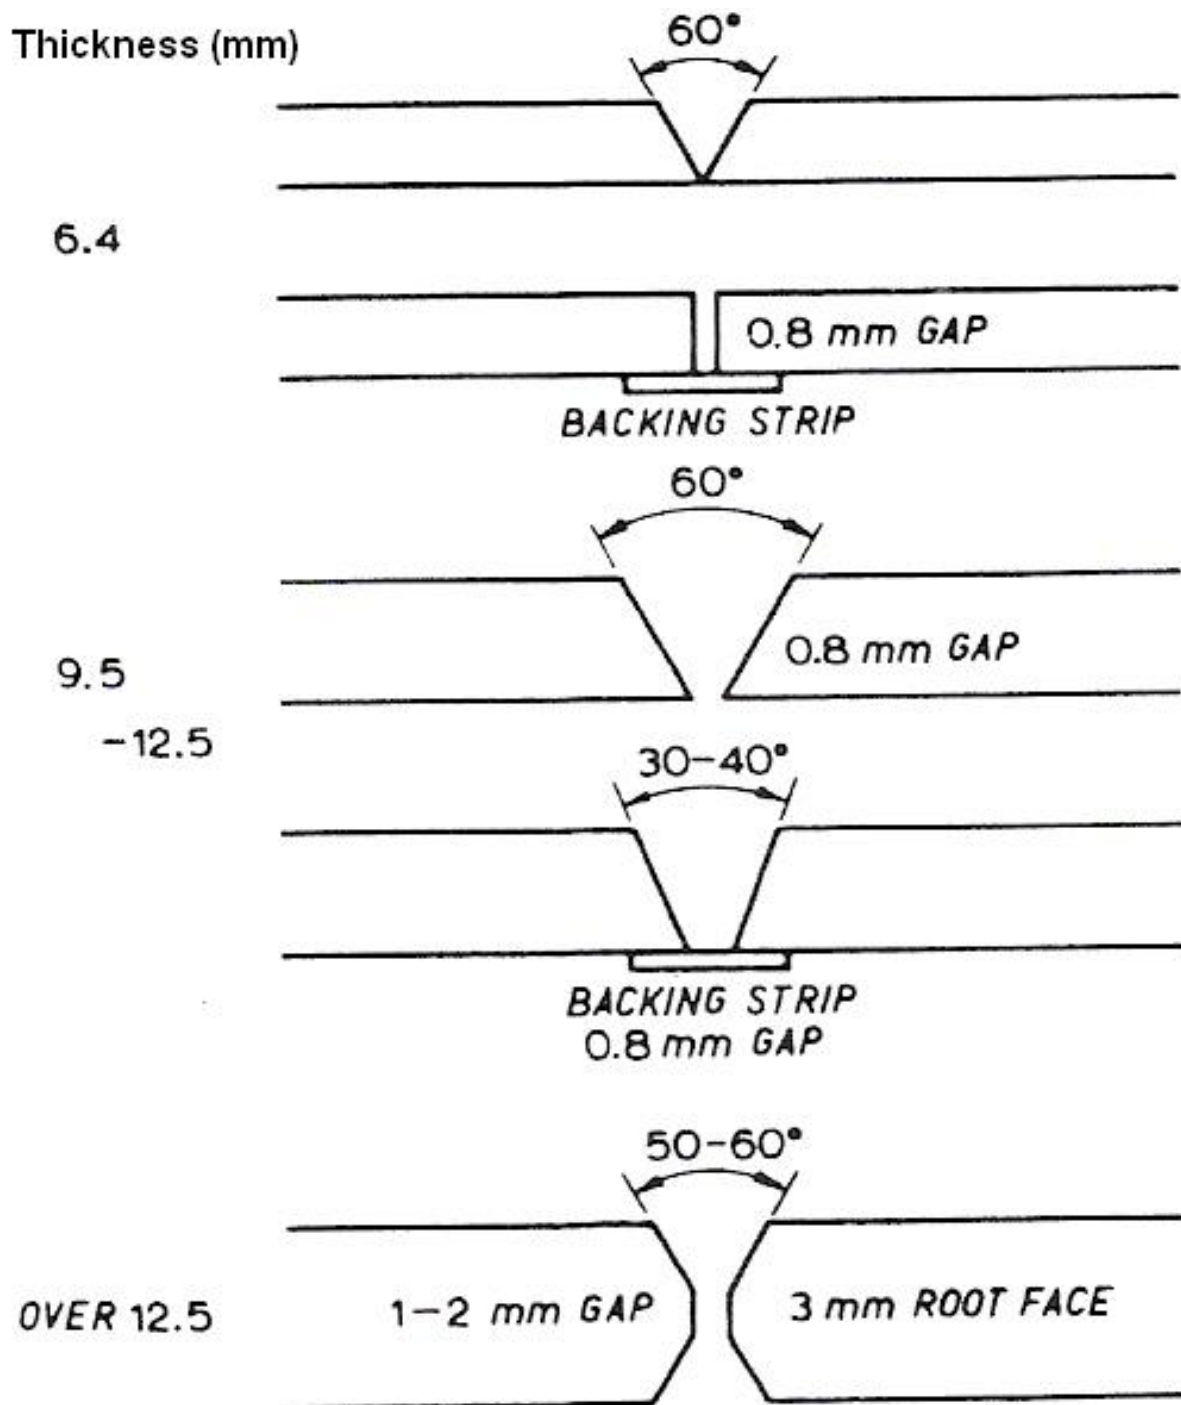 Thickness (mm)
60°
6.4
0.8 mm GAP
BACKING STRIP
60°
0.8 mm GAP
9.5
-12.5
30-40°
BACKING STRIP
0.8 mm GAP
50-60°
OVER 12.5
1-2 mm GAP
3 mm ROOT FACE